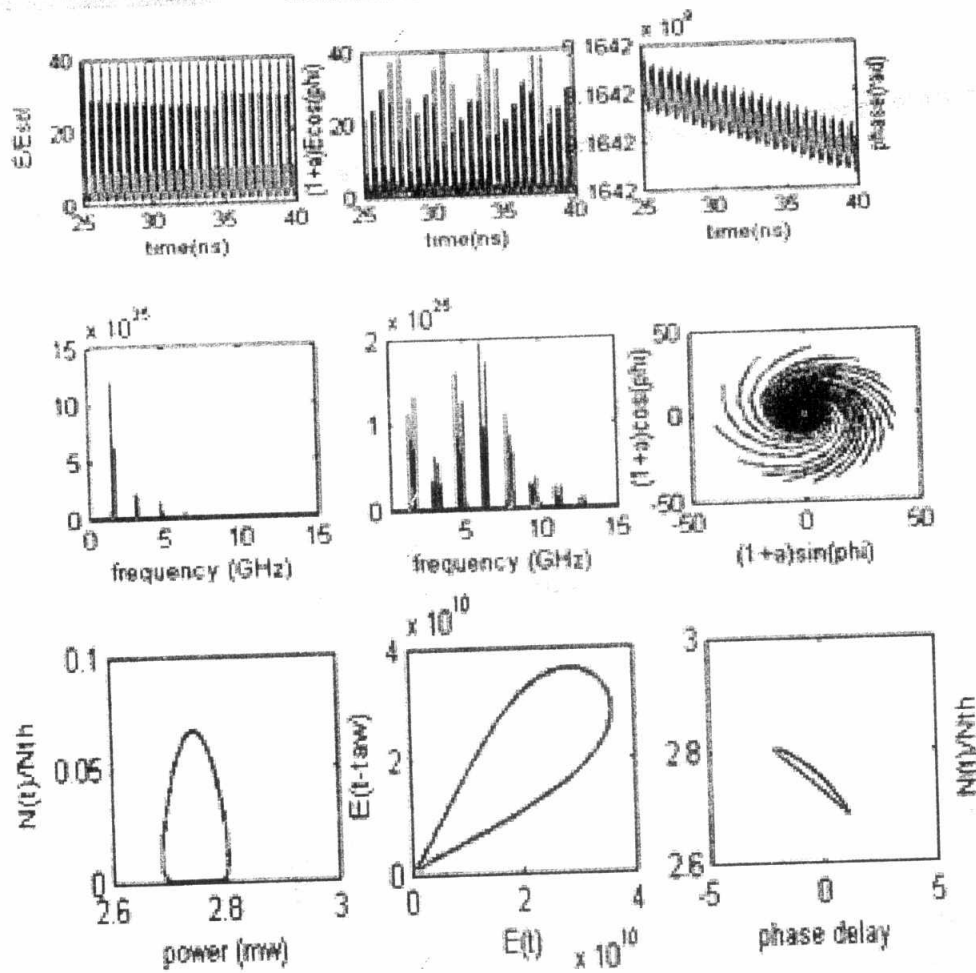 40
20
0
25 30 35 40
time(ns)
(1+a)Ecos(phi)
40
20
0
25 30 35 40
time(ns)
1642
.1642
.1642
.1642
1642
25 30 35 40
time(ns)
15
10
5
0
0 5 10 15
frequency (GHz)
2
1
0
5 10 15
frequency (GHz)
(1+a)cos(phi)
50
0
-50
-50 0 50
(1+a)sin(phi)
N(t)/Nth
0.1
0.05
0
2.6 2.8 3
power (mw)
x 10^10
E(t-taw)
4
2
0
0 2 4
E(t) x 10^10
3
2.8
2.6
-5 0 5
phase delay
N(t)/Nth